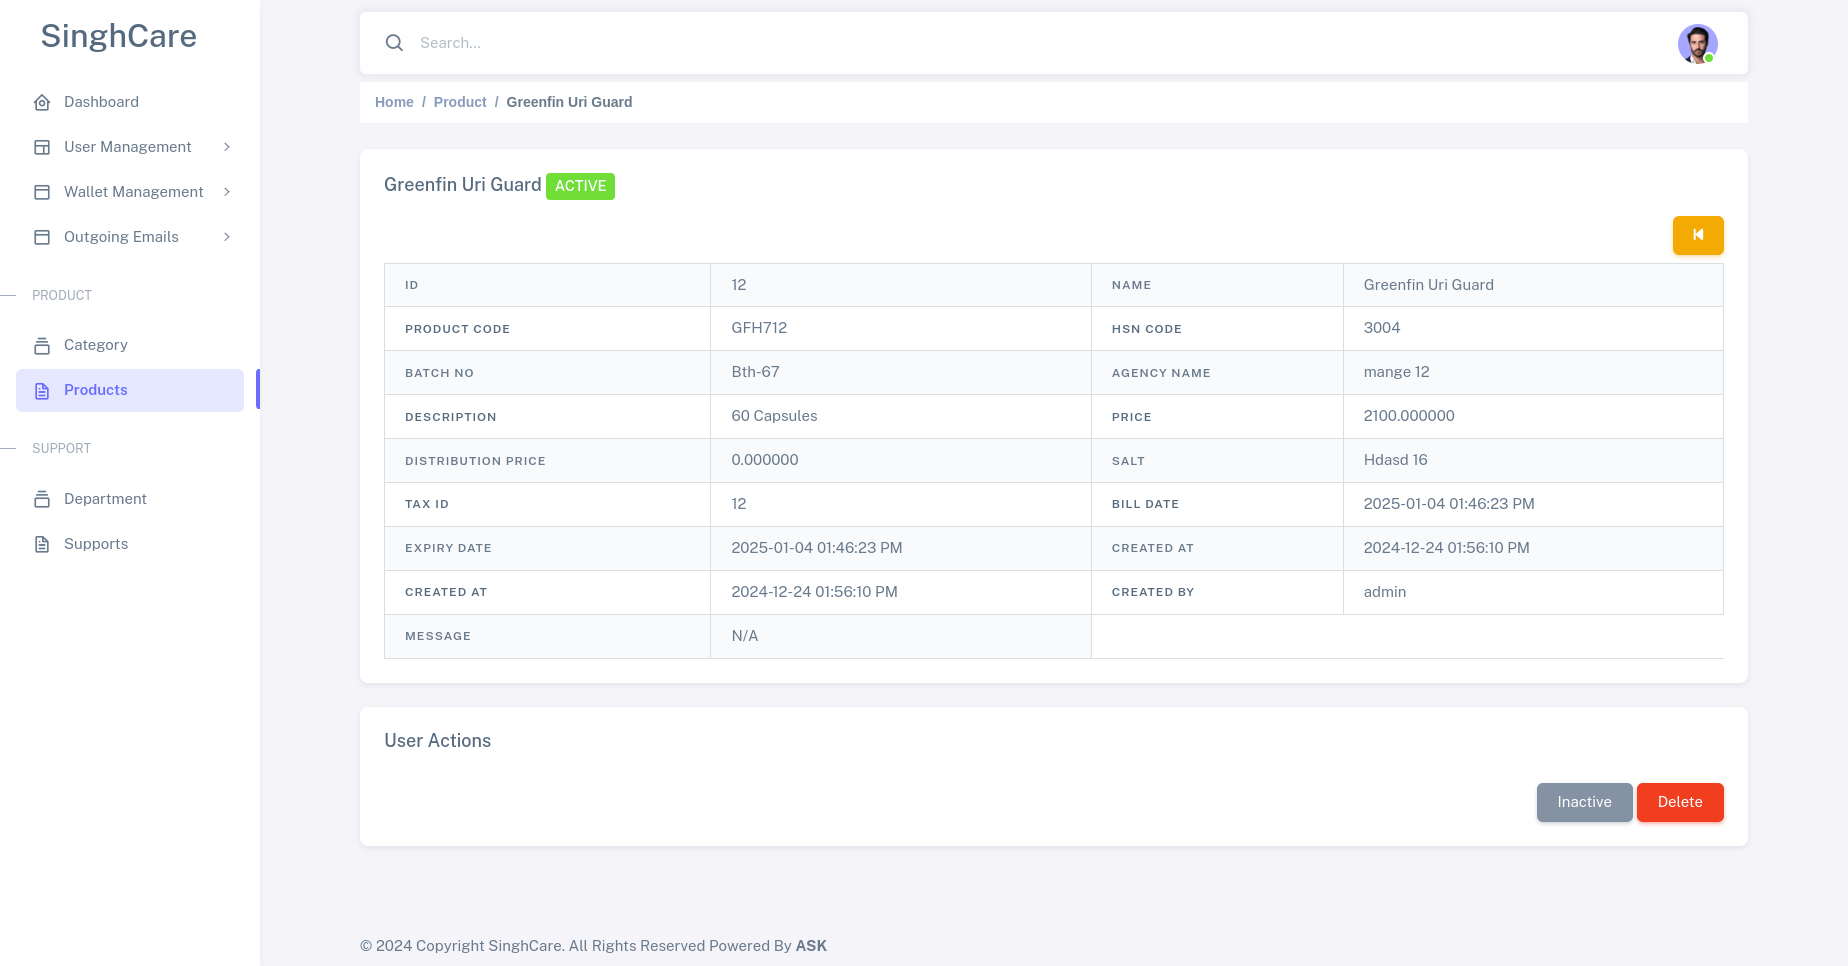 SinghCare
Dashboard
User Management
Wallet Management
Outgoing Emails
PRODUCT
Category
Products
SUPPORT
Department
Supports
Search...
Home / Product / Greenfin Uri Guard
Greenfin Uri Guard ACTIVE
ID 12 NAME Greenfin Uri Guard
PRODUCT CODE GFH712 HSN CODE 3004
BATCH NO Bth-67 AGENCY NAME mange 12
DESCRIPTION 60 Capsules PRICE 2100.000000
DISTRIBUTION PRICE 0.000000 SALT Hdasd 16
TAX ID 12 BILL DATE 2025-01-04 01:46:23 PM
EXPIRY DATE 2025-01-04 01:46:23 PM CREATED AT 2024-12-24 01:56:10 PM
CREATED AT 2024-12-24 01:56:10 PM CREATED BY admin
MESSAGE N/A
User Actions
Inactive Delete
© 2024 Copyright SinghCare. All Rights Reserved Powered By ASK